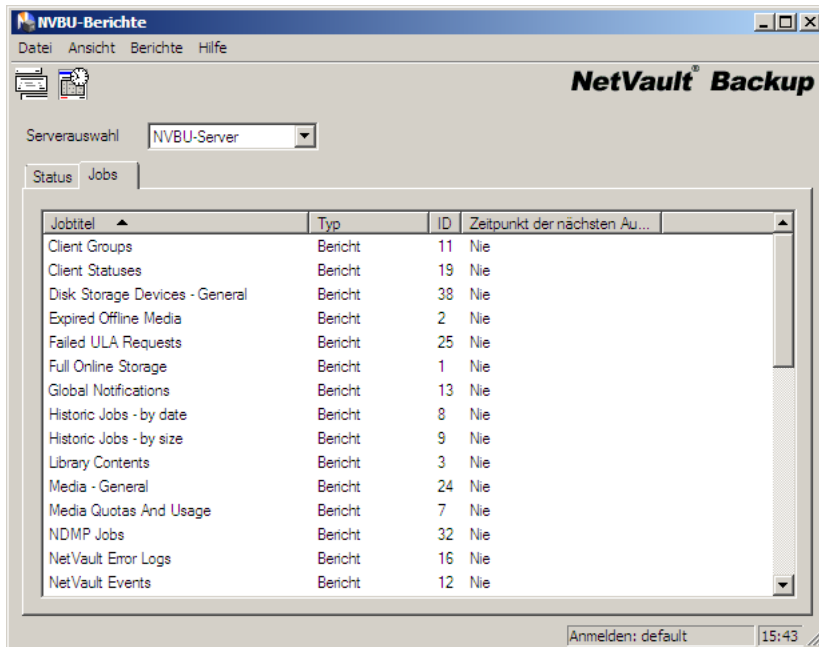 NVBU-Berichte
Datei Ansicht Berichte Hilfe
NetVault® Backup
Serverauswahl NVBU-Server
Status Jobs
Jobtitel Typ ID Zeitpunkt der nächsten Au...
Client Groups Bericht 11 Nie
Client Statuses Bericht 19 Nie
Disk Storage Devices - General Bericht 38 Nie
Expired Offline Media Bericht 2 Nie
Failed ULA Requests Bericht 25 Nie
Full Online Storage Bericht 1 Nie
Global Notifications Bericht 13 Nie
Historic Jobs - by date Bericht 8 Nie
Historic Jobs - by size Bericht 9 Nie
Library Contents Bericht 3 Nie
Media - General Bericht 24 Nie
Media Quotas And Usage Bericht 7 Nie
NDMP Jobs Bericht 32 Nie
NetVault Error Logs Bericht 16 Nie
NetVault Events Bericht 12 Nie
Anmelden: default 15:43